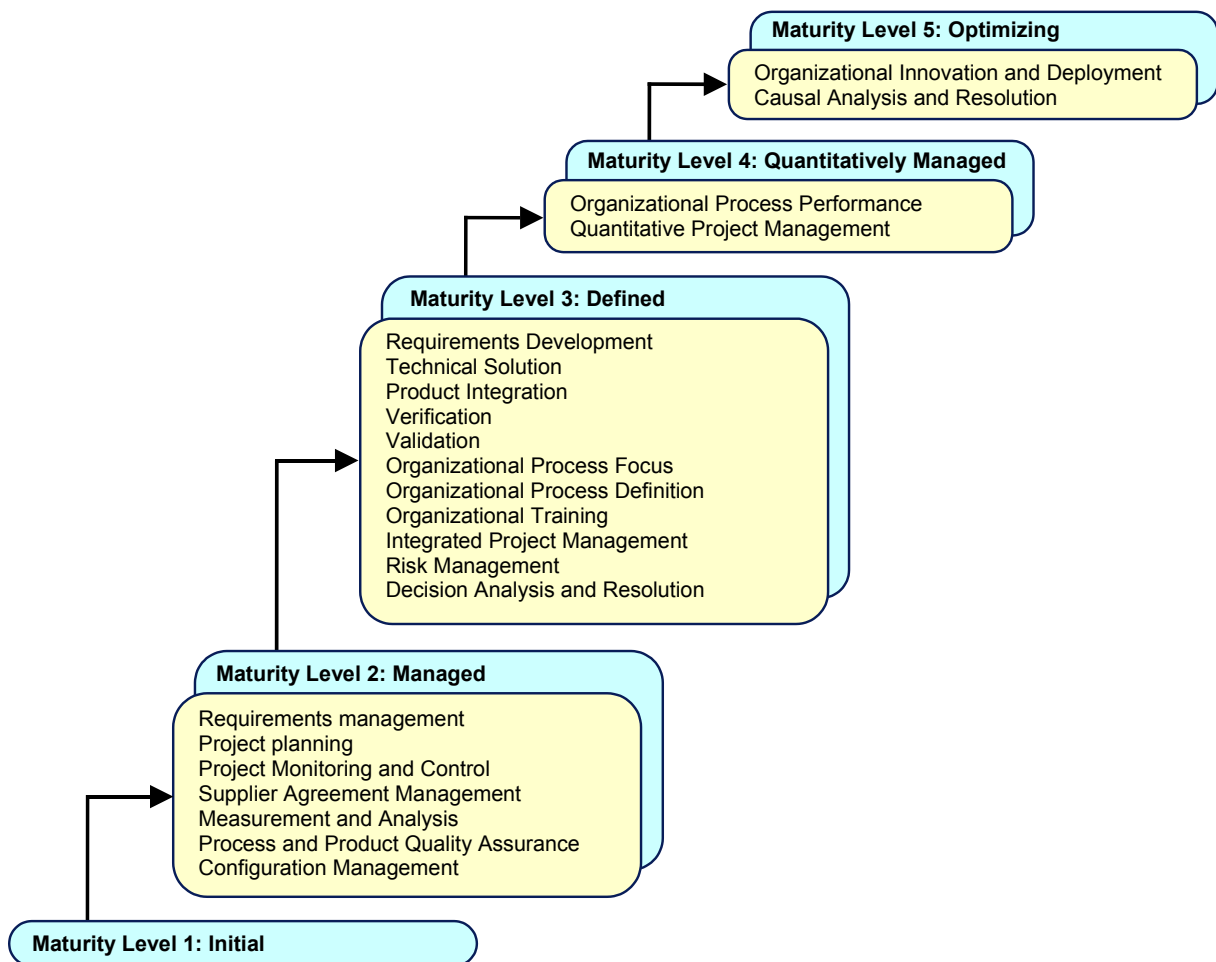 Maturity Level 5: Optimizing
Organizational Innovation and Deployment
Causal Analysis and Resolution
Maturity Level 4: Quantitatively Managed
Organizational Process Performance
Quantitative Project Management
Maturity Level 3: Defined
Requirements Development
Technical Solution
Product Integration
Verification
Validation
Organizational Process Focus
Organizational Process Definition
Organizational Training
Integrated Project Management
Risk Management
Decision Analysis and Resolution
Maturity Level 2: Managed
Requirements management
Project planning
Project Monitoring and Control
Supplier Agreement Management
Measurement and Analysis
Process and Product Quality Assurance
Configuration Management
Maturity Level 1: Initial